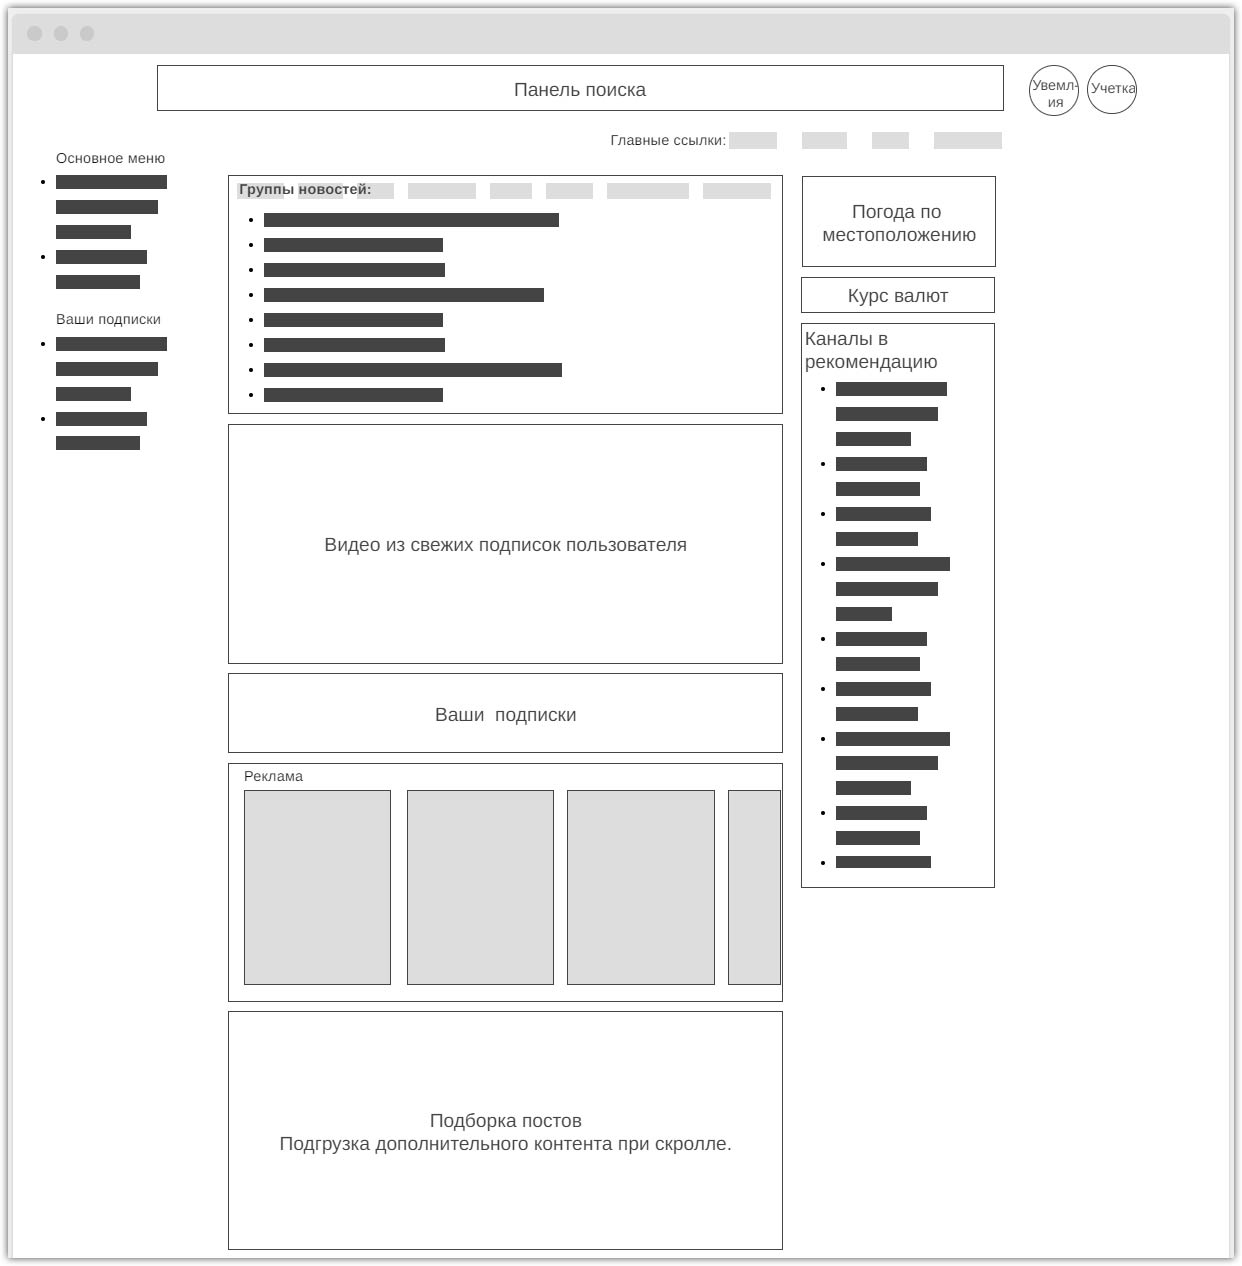 Панель поиска
Увемл-
ия
Учетка
Главные ссылки:
Основное меню
Ваши подписки
Группы новостей:
Погода по
местоположению
Курс валют
Каналы в
рекомендацию
Видео из свежих подписок пользователя
Ваши  подписки
Реклама
Подборка постов
Подгрузка дополнительного контента при скролле.